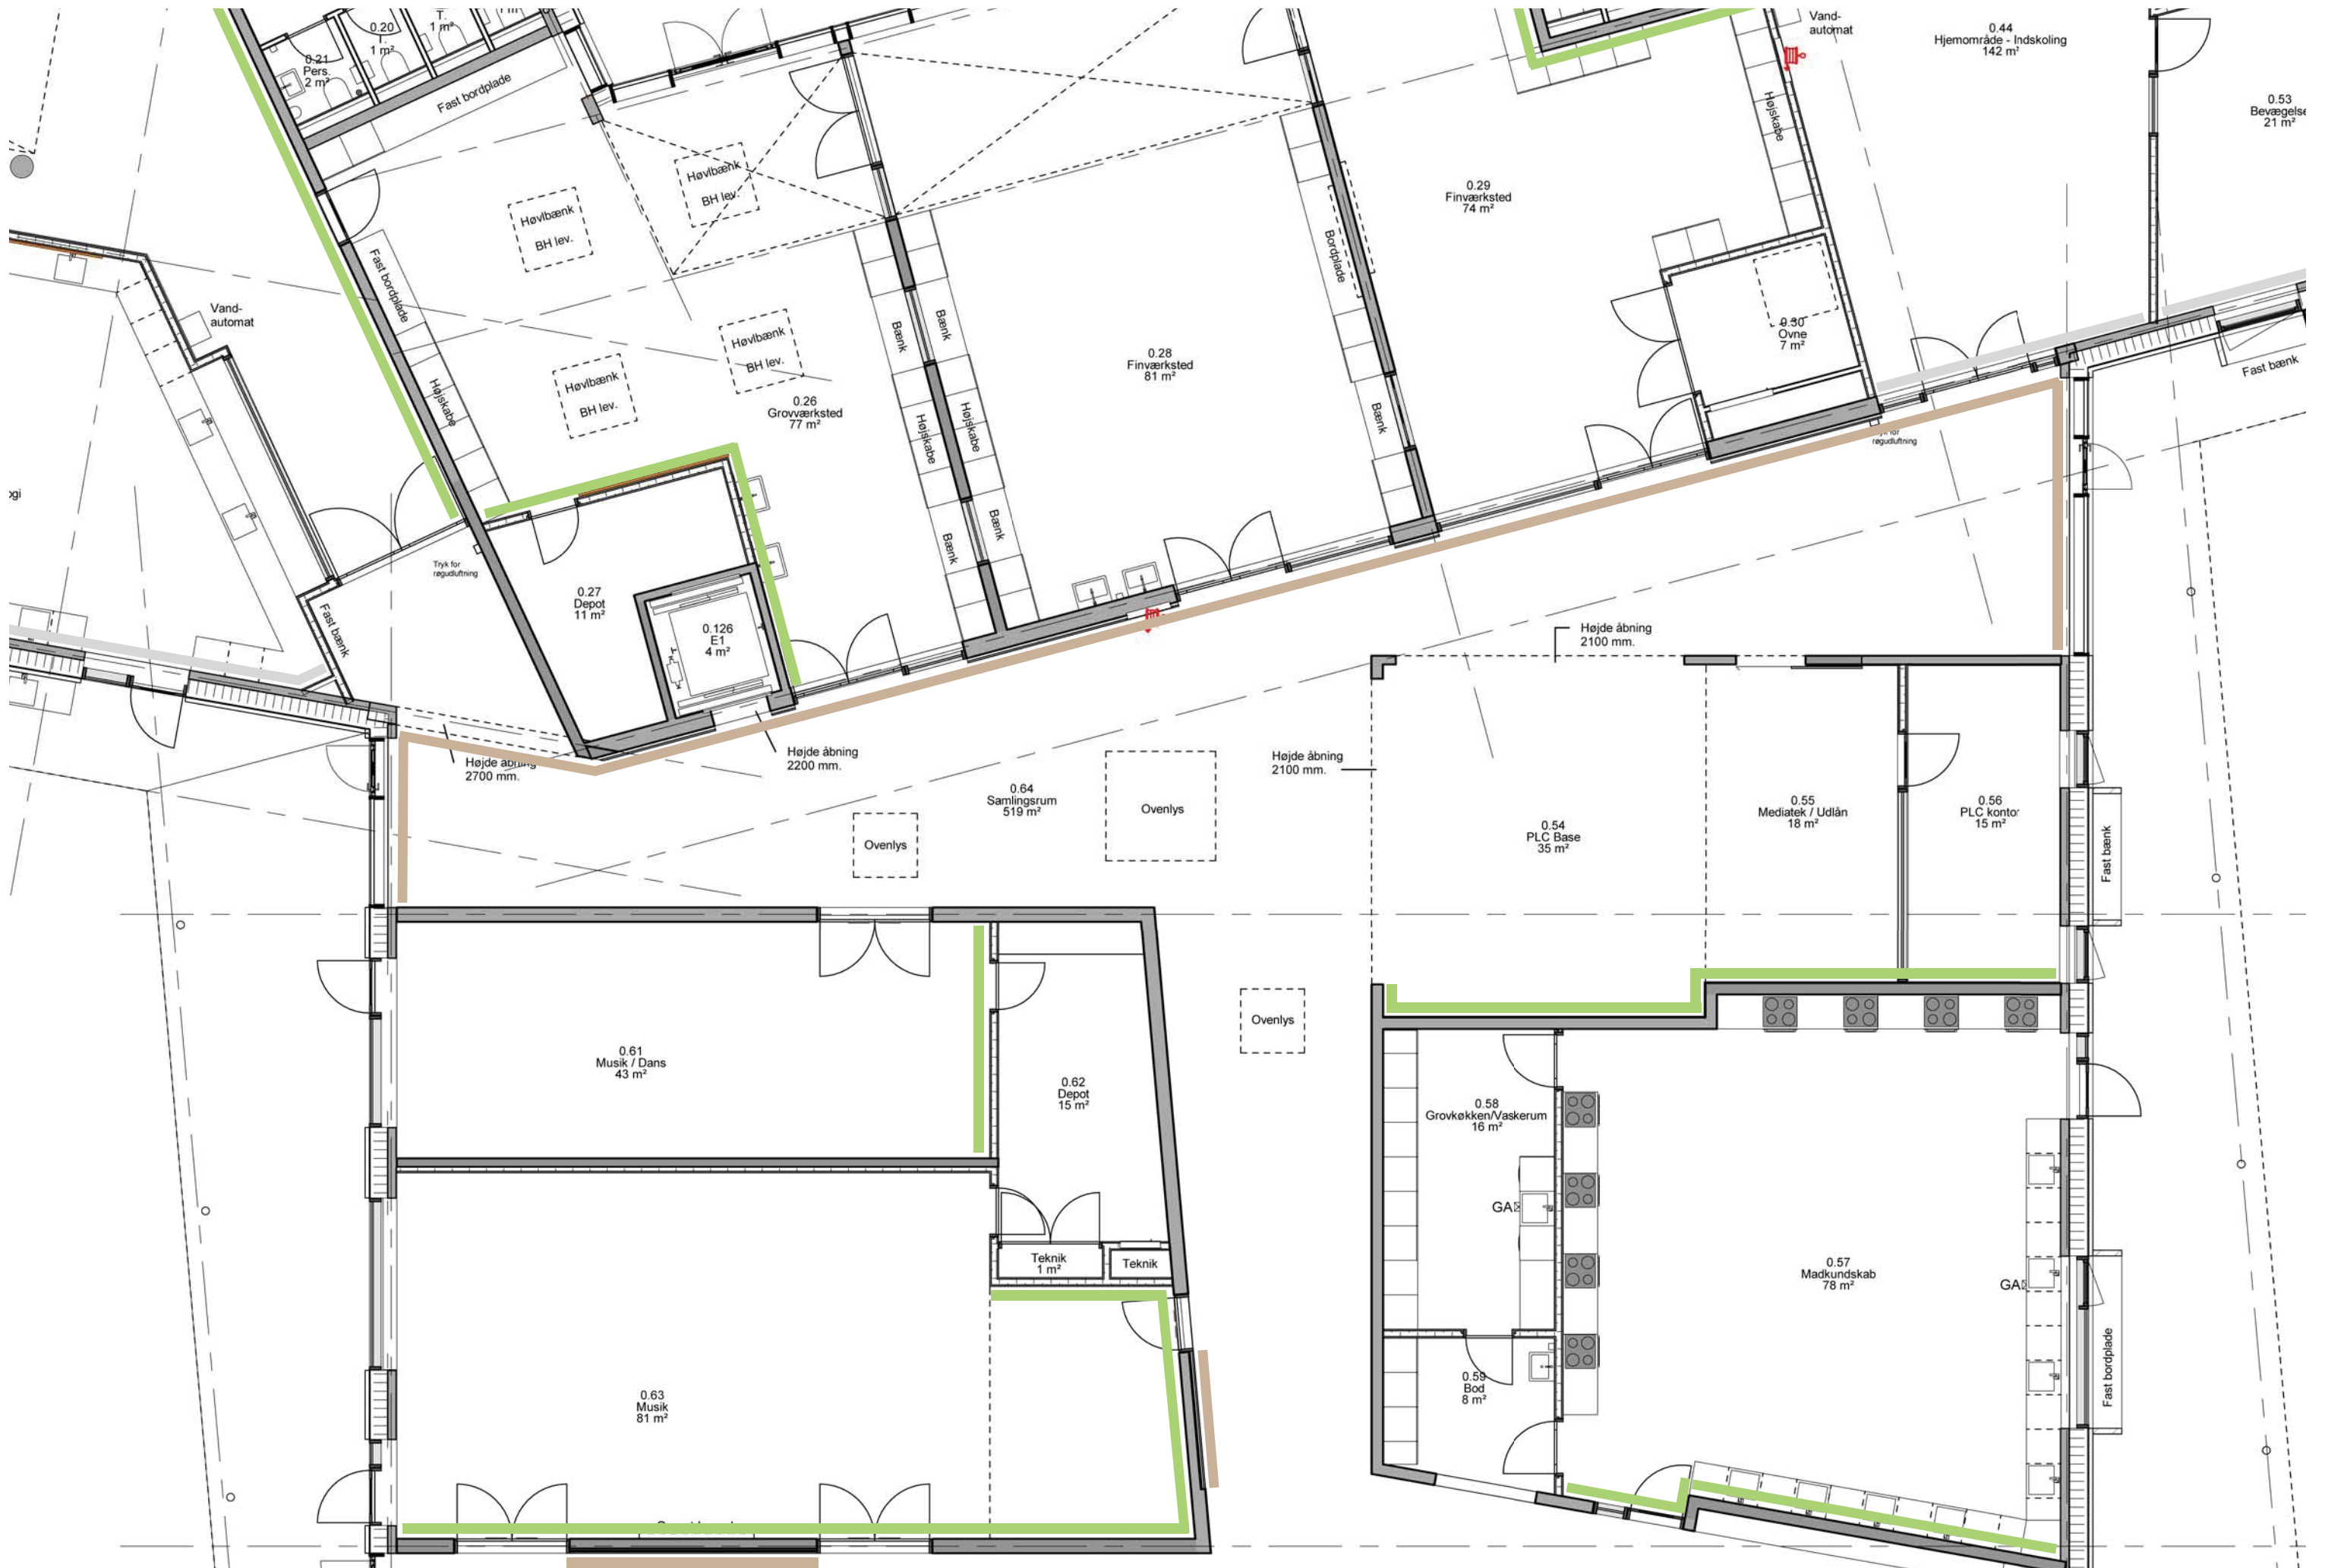 0.20
T.
1 m²
T.
1 m²
0.21
Pers.
2 m²
Fast bordplade
Vand-
automat
0.44
Hjemområde - Indskoling
142 m²
0.53
Bevægelse
21 m²
Højskabe
Høvlbænk
BH lev.
Høvlbænk
BH lev.
0.29
Finværksted
74 m²
Fast bordplade
Bordplade
Vand-
automat
Høvlbænk
BH lev.
Høvlbænk
BH lev.
Bænk
Bænk
0.30
Ovne
7 m²
0.28
Finværksted
81 m²
Fast bænk
Højskabe
0.26
Grovværksted
77 m²
Højskabe
Højskabe
Bænk
røgudluftning
Bænk
Bænk
Tryk for
røgudluftning
0.27
Depot
11 m²
0.126
E1
4 m²
Fast bænk
Højde åbning
2100 mm.
Højde åbning
2700 mm.
Højde åbning
2200 mm.
Højde åbning
2100 mm.
0.64
Samlingsrum
519 m²
Ovenlys
Ovenlys
0.54
PLC Base
35 m²
0.55
Mediatek / Udlån
18 m²
0.56
PLC kontor
15 m²
Fast bænk
Ovenlys
0.61
Musik / Dans
43 m²
0.62
Depot
15 m²
0.58
Grovkøkken/Vaskerum
16 m²
GA
Teknik
1 m²
Teknik
0.57
Madkundskab
78 m²
GA
0.59
Bod
8 m²
Fast bordplade
0.63
Musik
81 m²